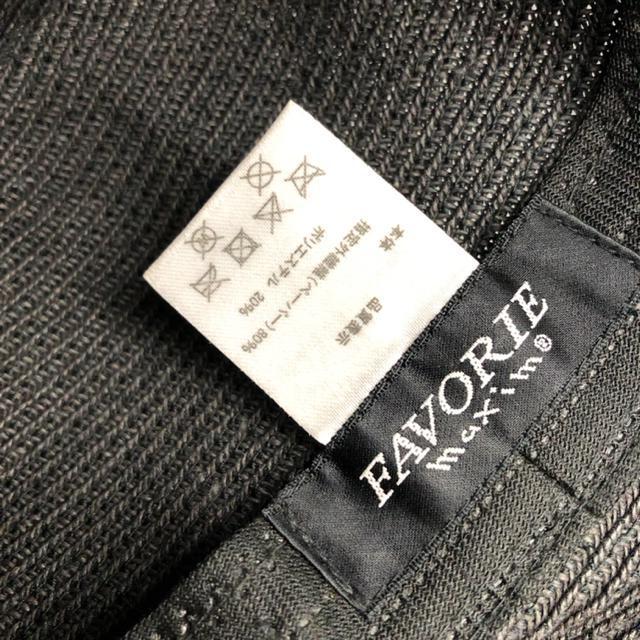 品質表示
本体
指定外繊維(ペーパー) 80%
ポリエステル 20%
FAVORIE
maxim®